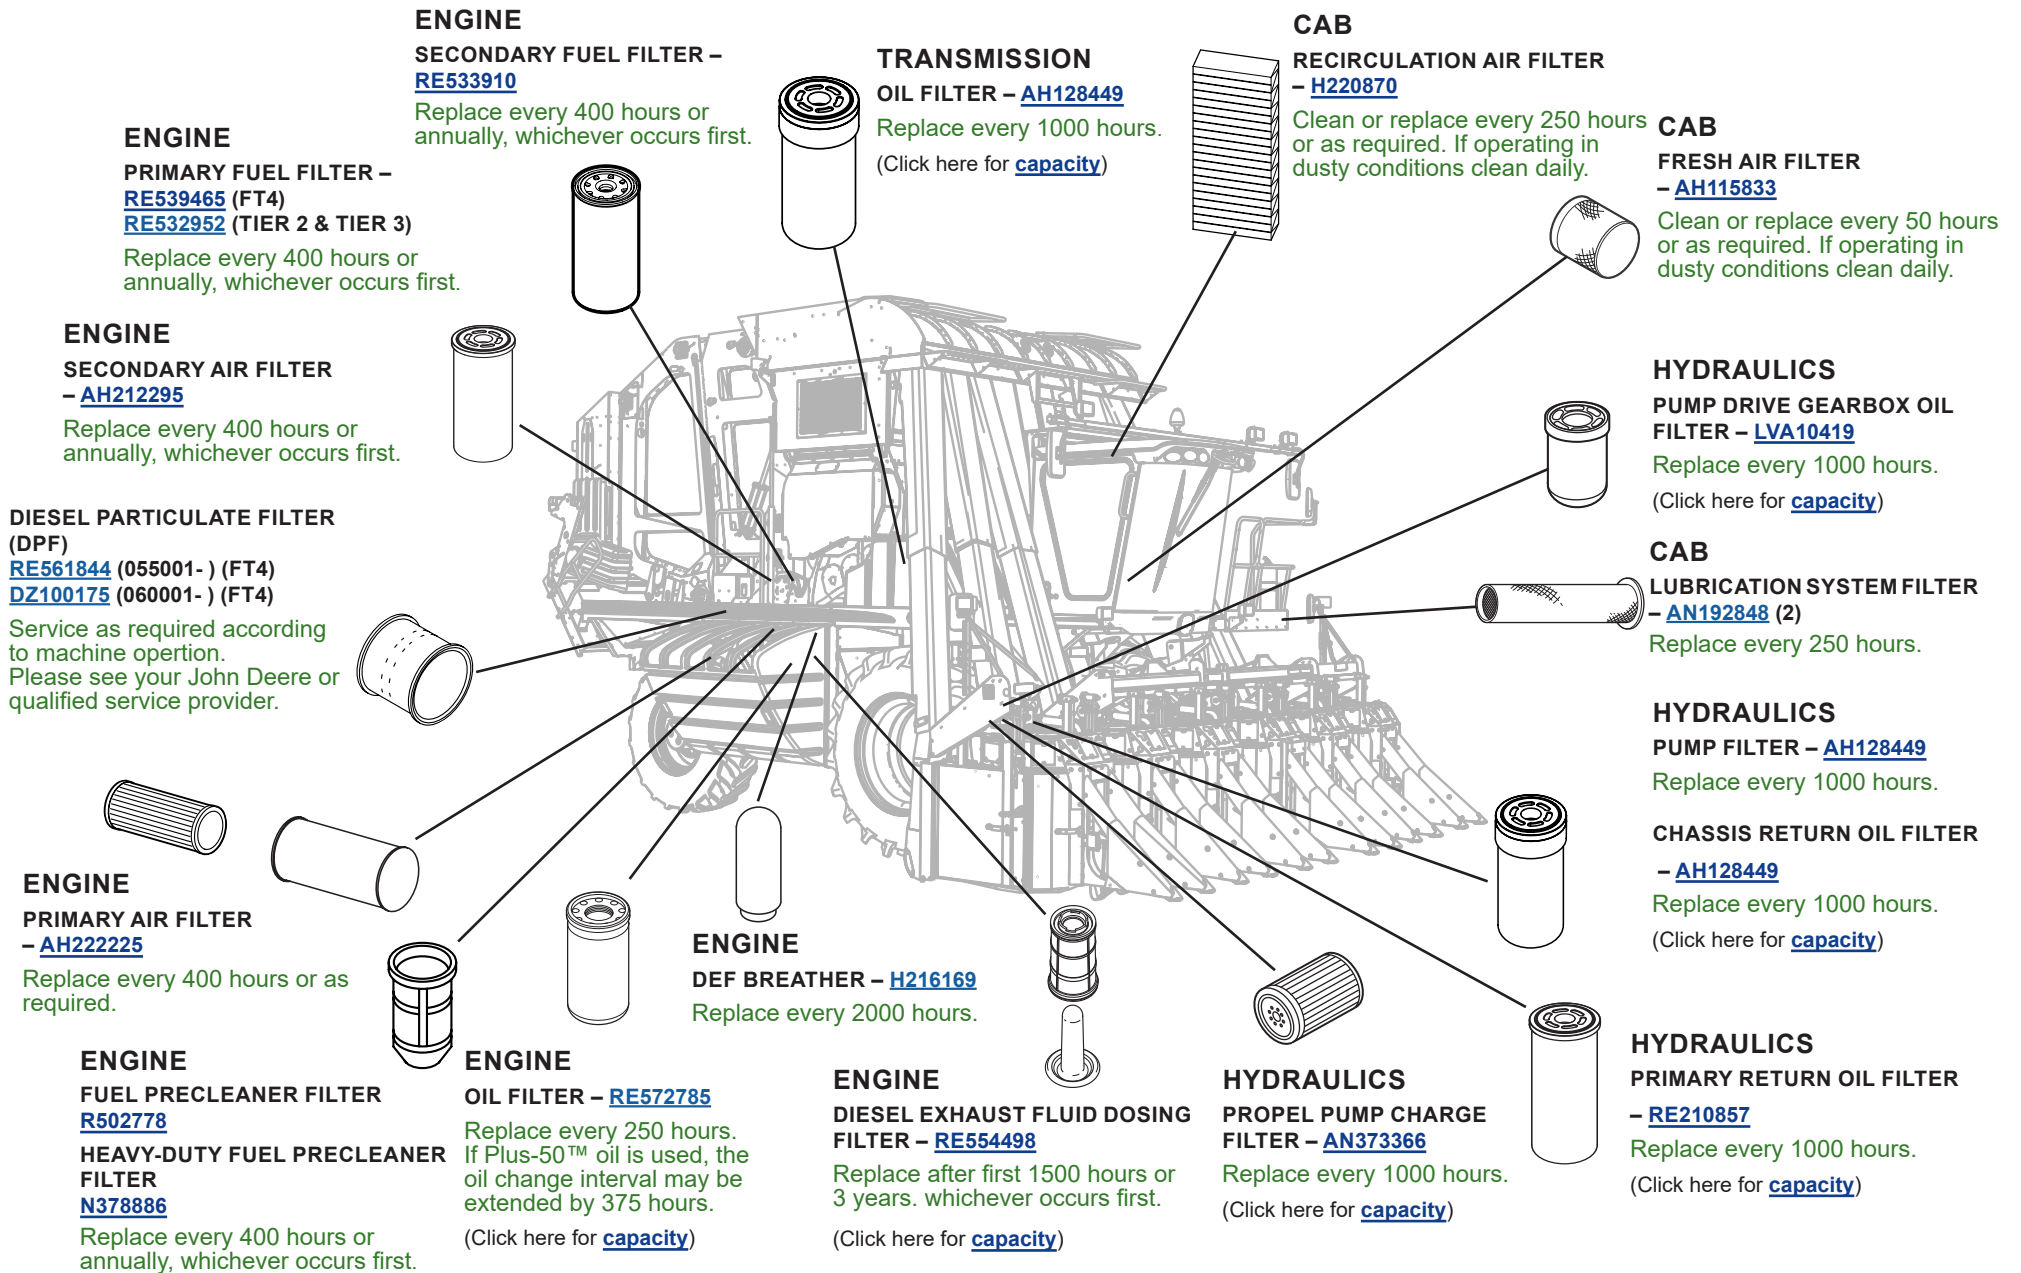 ENGINE
SECONDARY FUEL FILTER –
RE533910
Replace every 400 hours or
annually, whichever occurs first.
TRANSMISSION
OIL FILTER – AH128449
Replace every 1000 hours.
(Click here for capacity)
CAB
RECIRCULATION AIR FILTER
– H220870
Clean or replace every 250 hours
or as required. If operating in
dusty conditions clean daily.
CAB
FRESH AIR FILTER
– AH115833
Clean or replace every 50 hours
or as required. If operating in
dusty conditions clean daily.
ENGINE
PRIMARY FUEL FILTER –
RE539465 (FT4)
RE532952 (TIER 2 & TIER 3)
Replace every 400 hours or
annually, whichever occurs first.
ENGINE
SECONDARY AIR FILTER
– AH212295
Replace every 400 hours or
annually, whichever occurs first.
HYDRAULICS
PUMP DRIVE GEARBOX OIL
FILTER – LVA10419
Replace every 1000 hours.
(Click here for capacity)
DIESEL PARTICULATE FILTER
(DPF)
RE561844 (055001- ) (FT4)
DZ100175 (060001- ) (FT4)
Service as required according
to machine opertion.
Please see your John Deere or
qualified service provider.
CAB
LUBRICATION SYSTEM FILTER
– AN192848 (2)
Replace every 250 hours.
HYDRAULICS
PUMP FILTER – AH128449
Replace every 1000 hours.
CHASSIS RETURN OIL FILTER
– AH128449
Replace every 1000 hours.
(Click here for capacity)
ENGINE
PRIMARY AIR FILTER
– AH222225
Replace every 400 hours or as
required.
ENGINE
DEF BREATHER – H216169
Replace every 2000 hours.
ENGINE
FUEL PRECLEANER FILTER
R502778
HEAVY-DUTY FUEL PRECLEANER
FILTER
N378886
Replace every 400 hours or
annually, whichever occurs first.
ENGINE
OIL FILTER – RE572785
Replace every 250 hours.
If Plus-50™ oil is used, the
oil change interval may be
extended by 375 hours.
(Click here for capacity)
ENGINE
DIESEL EXHAUST FLUID DOSING
FILTER – RE554498
Replace after first 1500 hours or
3 years. whichever occurs first.
(Click here for capacity)
HYDRAULICS
PROPEL PUMP CHARGE
FILTER – AN373366
Replace every 1000 hours.
(Click here for capacity)
HYDRAULICS
PRIMARY RETURN OIL FILTER
– RE210857
Replace every 1000 hours.
(Click here for capacity)